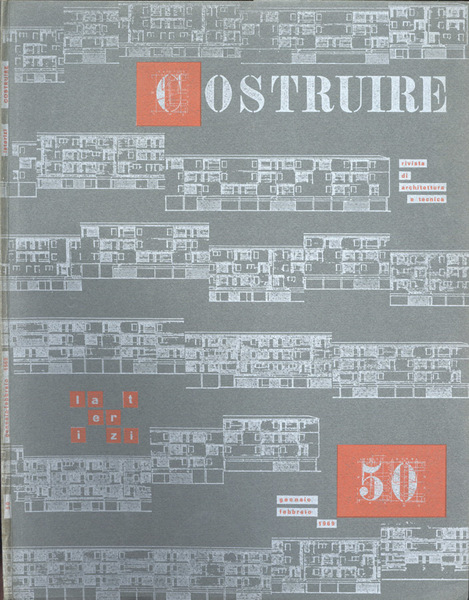 COSTRUIRE
rivista
di
architettura
e tecnica
la t
er
i zi
50
gennaio
febbraio
1969